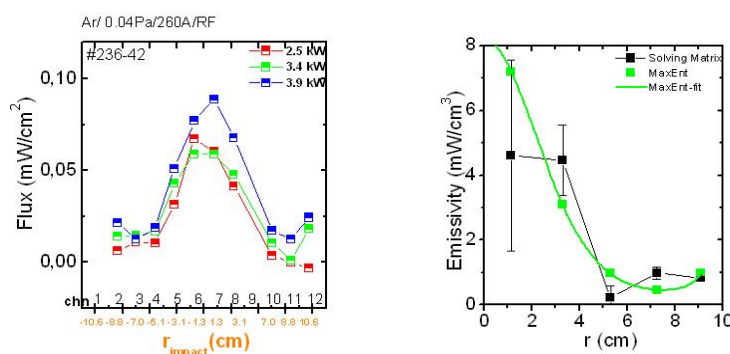 Ar/ 0.04Pa/260A/RF
#236-42
2.5 kW
3.4 kW
3.9 kW
0,10
0,05
0,00
Flux (mW/cm²)
chn 1 2 3 4 5 6 7 8 9 10 11 12
-10.6 -8.8 -7.0 -5.1 -3.1 -1.3 1.3 3.1 7.0 8.8 10.6
r_impact (cm)
Solving Matrix
MaxEnt
MaxEnt-fit
8
6
4
2
0
Emissivity (mW/cm³)
0 2 4 6 8 10
r (cm)